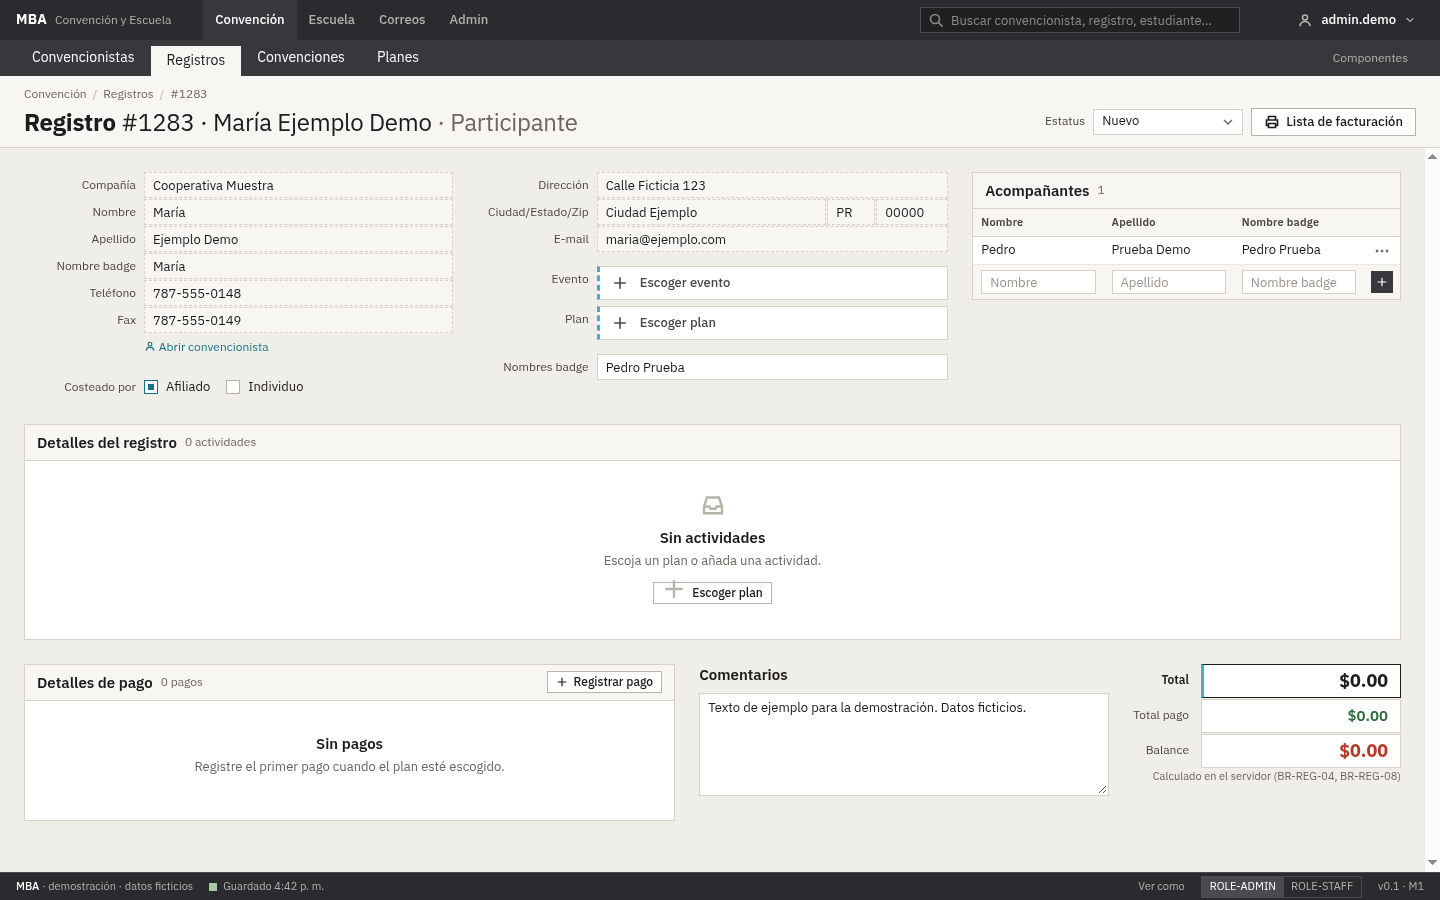 MBA Convención y Escuela Convención Escuela Correos Admin Buscar convencionista, registro, estudiante... admin.demo
Convencionistas Registros Convenciones Planes Componentes
Convención / Registros / #1283
Registro #1283 · María Ejemplo Demo · Participante Estatus Nuevo Lista de facturación
Compañía Cooperativa Muestra
Nombre María
Apellido Ejemplo Demo
Nombre badge María
Teléfono 787-555-0148
Fax 787-555-0149
Abrir convencionista
Costeado por Afiliado Individuo
Dirección Calle Ficticia 123
Ciudad/Estado/Zip Ciudad Ejemplo PR 00000
E-mail maria@ejemplo.com
Evento Escoger evento
Plan Escoger plan
Nombres badge Pedro Prueba
Acompañantes 1
Nombre Apellido Nombre badge
Pedro Prueba Demo Pedro Prueba
Nombre Apellido Nombre badge
Detalles del registro 0 actividades
Sin actividades
Escoja un plan o añada una actividad.
Escoger plan
Detalles de pago 0 pagos Registrar pago
Sin pagos
Registre el primer pago cuando el plan esté escogido.
Comentarios
Texto de ejemplo para la demostración. Datos ficticios.
Total $0.00
Total pago $0.00
Balance $0.00
Calculado en el servidor (BR-REG-04, BR-REG-08)
MBA · demostración · datos ficticios Guardado 4:42 p. m. Ver como ROLE-ADMIN ROLE-STAFF v0.1 · M1